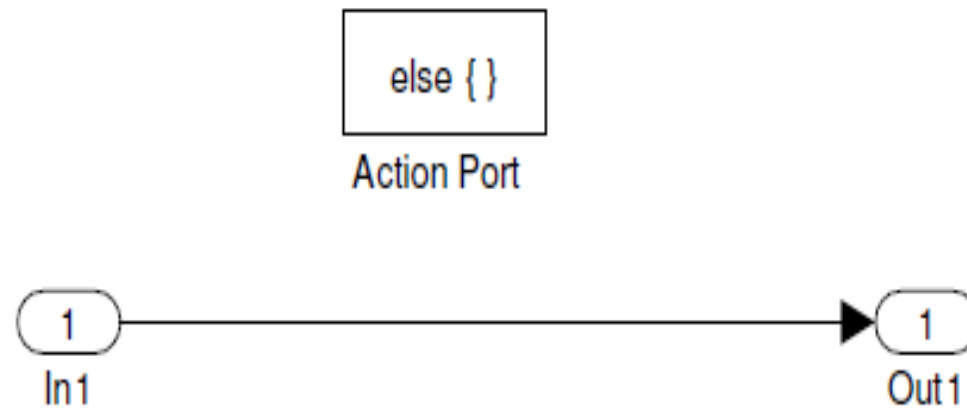 else { }
Action Port
1
1
In1
Out1